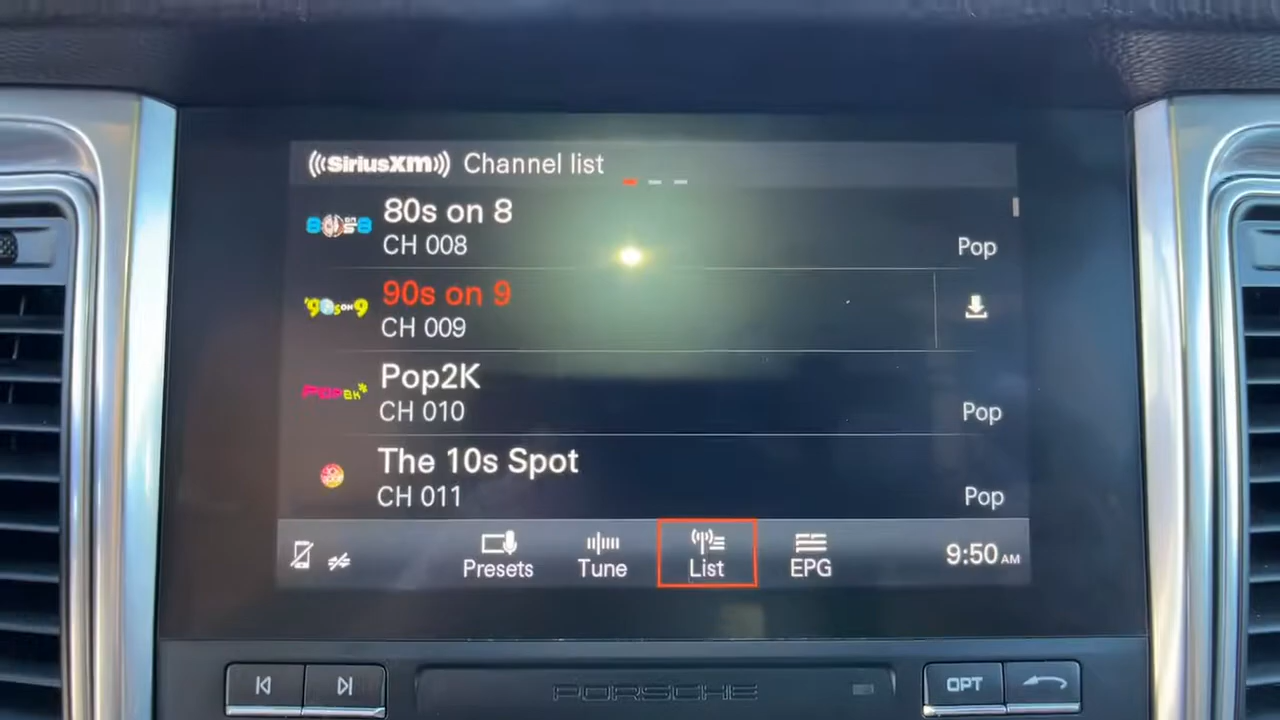 ((SiriusXM)) Channel list
80s on 8
CH 008
Pop
90s on 9
CH 009
Pop2K
CH 010
Pop
The 10s Spot
CH 011
Pop
Presets
Tune
List
EPG
9:50 AM
PORSCHE
OPT